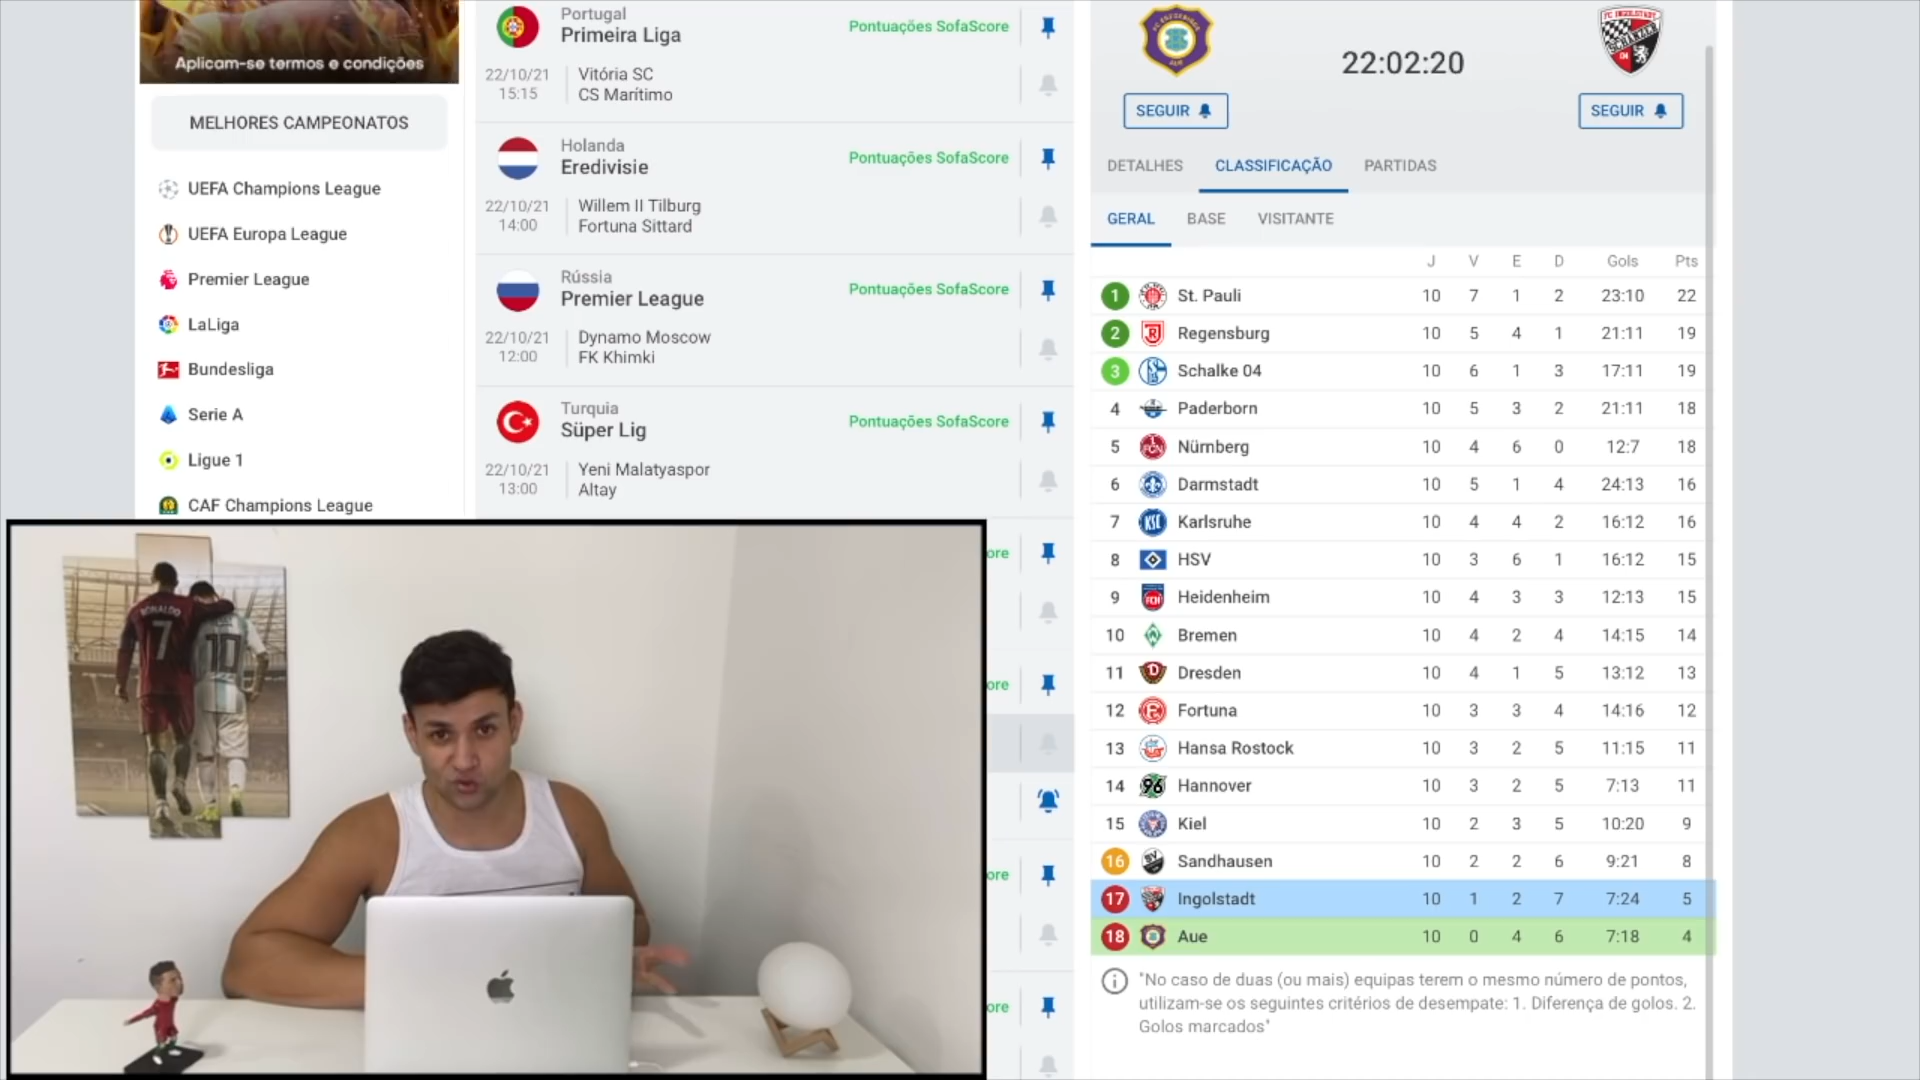 Aplicam-se termos e condições
MELHORES CAMPEONATOS
UEFA Champions League
UEFA Europa League
Premier League
LaLiga
Bundesliga
Serie A
Ligue 1
CAF Champions League
Portugal
Primeira Liga
Pontuações SofaScore
22/10/21
15:15
Vitória SC
CS Marítimo
Holanda
Eredivisie
Pontuações SofaScore
22/10/21
14:00
Willem II Tilburg
Fortuna Sittard
Rússia
Premier League
Pontuações SofaScore
22/10/21
12:00
Dynamo Moscow
FK Khimki
Turquia
Süper Lig
Pontuações SofaScore
22/10/21
13:00
Yeni Malatyaspor
Altay
ore
ore
ore
ore
RONALDO
7
10
22:02:20
SEGUIR
SEGUIR
DETALHES CLASSIFICAÇÃO PARTIDAS
GERAL BASE VISITANTE
J V E D Gols Pts
1 St. Pauli 10 7 1 2 23:10 22
2 Regensburg 10 5 4 1 21:11 19
3 Schalke 04 10 6 1 3 17:11 19
4 Paderborn 10 5 3 2 21:11 18
5 Nürnberg 10 4 6 0 12:7 18
6 Darmstadt 10 5 1 4 24:13 16
7 Karlsruhe 10 4 4 2 16:12 16
8 HSV 10 3 6 1 16:12 15
9 Heidenheim 10 4 3 3 12:13 15
10 Bremen 10 4 2 4 14:15 14
11 Dresden 10 4 1 5 13:12 13
12 Fortuna 10 3 3 4 14:16 12
13 Hansa Rostock 10 3 2 5 11:15 11
14 Hannover 10 3 2 5 7:13 11
15 Kiel 10 2 3 5 10:20 9
16 Sandhausen 10 2 2 6 9:21 8
17 Ingolstadt 10 1 2 7 7:24 5
18 Aue 10 0 4 6 7:18 4
"No caso de duas (ou mais) equipas terem o mesmo número de pontos,
utilizam-se os seguintes critérios de desempate: 1. Diferença de golos. 2.
Golos marcados"